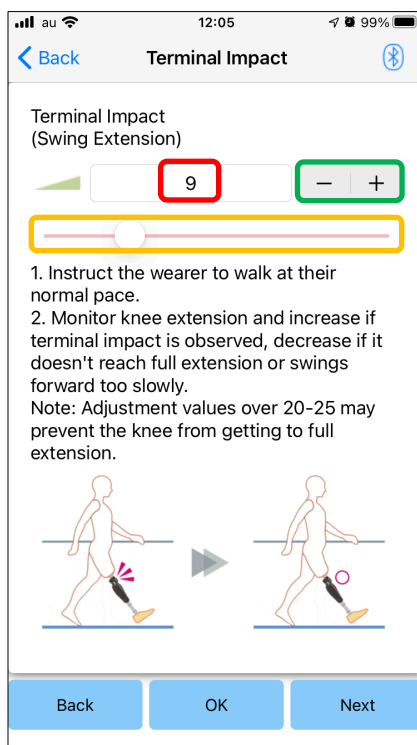 au 12:05 99%
Back Terminal Impact
Terminal Impact
(Swing Extension)
9 − +
1. Instruct the wearer to walk at their
normal pace.
2. Monitor knee extension and increase if
terminal impact is observed, decrease if it
doesn't reach full extension or swings
forward too slowly.
Note: Adjustment values over 20-25 may
prevent the knee from getting to full
extension.
Back OK Next